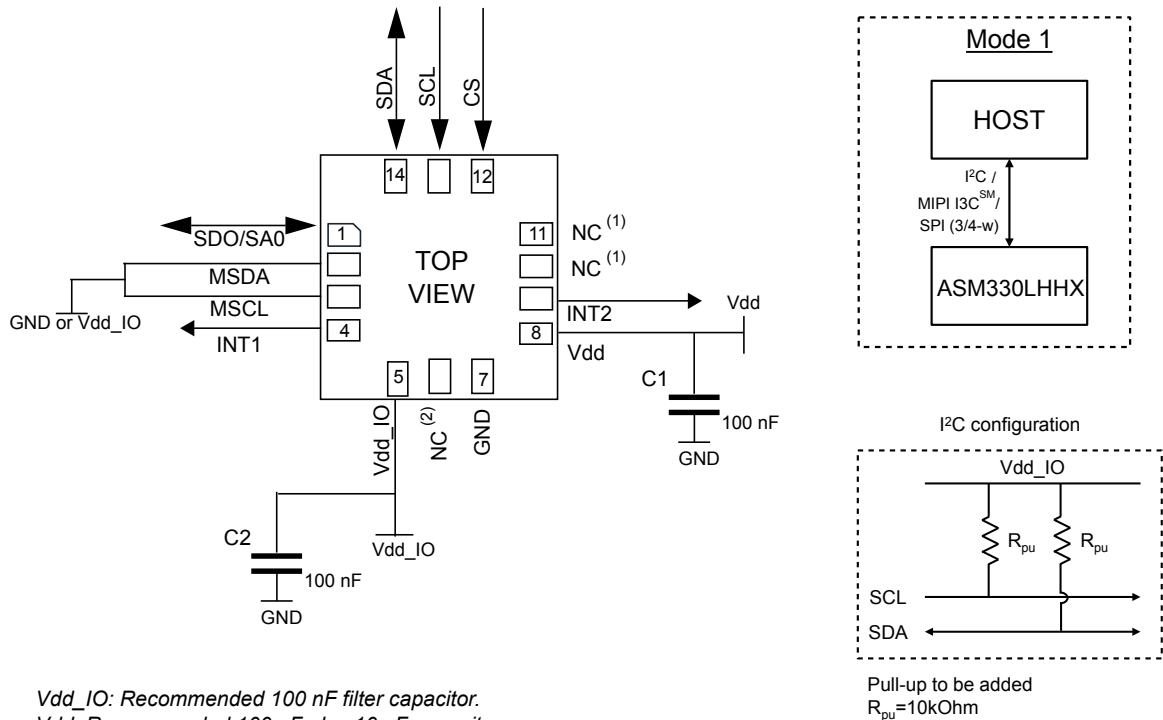 SDA
SCL
CS
14
12
SDO/SA0
1
MSDA
MSCL
GND or Vdd_IO
INT1
4
TOP
VIEW
11
NC (1)
NC (1)
INT2
Vdd
8
Vdd
5
7
Vdd_IO
NC (2)
GND
C1
100 nF
GND
C2
100 nF
GND
Vdd_IO
Mode 1
HOST
I2C /
MIPI I3C SM/
SPI (3/4-w)
ASM330LHHX
I2C configuration
Vdd_IO
Rpu
Rpu
SCL
SDA
Pull-up to be added
Rpu=10kOhm
Vdd_IO: Recommended 100 nF filter capacitor.